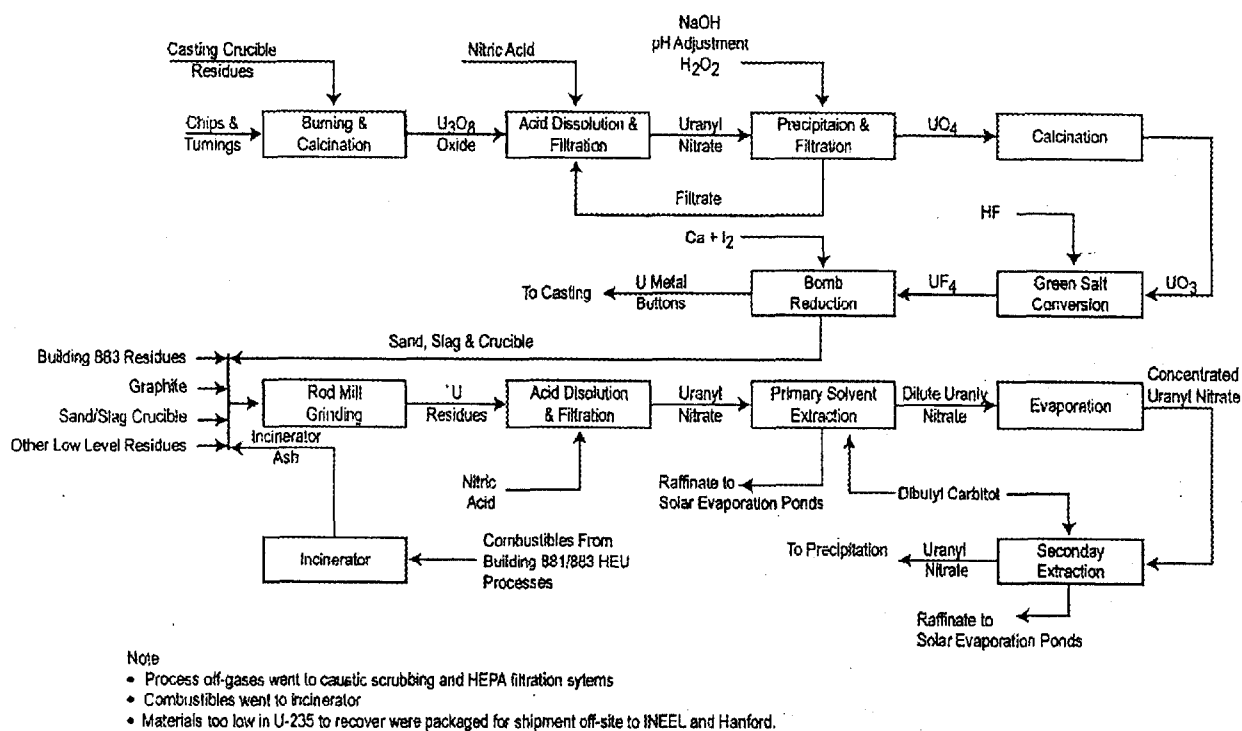 NaOH
pH Adjustment
H2O2
Casting Crucible
Residues
Nitric Acid
Chips &
Turnings
Burning &
Calcination
U3O8
Oxide
Acid Dissolution &
Filtration
Uranyl
Nitrate
Precipitaion &
Filtration
UO4
Calcination
Filtrate
HF
Ca + I2
To Casting
U Metal
Buttons
Bomb
Reduction
UF4
Green Salt
Conversion
UO3
Sand, Slag & Crucible
Building 883 Residues
Graphite
Sand/Slag Crucible
Other Low Level Residues
Incinerator
Ash
Rod Mill
Grinding
U
Residues
Acid Disolution
& Filtration
Uranyl
Nitrate
Primary Solvent
Extraction
Dilute Uranly
Nitrate
Evaporation
Concentrated
Uranyl Nitrate
Nitric
Acid
Raffinate to
Solar Evaporation Ponds
Dibutyl Carbitol
Incinerator
Combustibles From
Building 881/883 HEU
Processes
To Precipitation
Uranyl
Nitrate
Seconday
Extraction
Raffinate to
Solar Evaporation Ponds
Note
• Process off-gases went to caustic scrubbing and HEPA filtration sytems
• Combustibles went to incinerator
• Materials too low in U-235 to recover were packaged for shipment off-site to INEEL and Hanford.